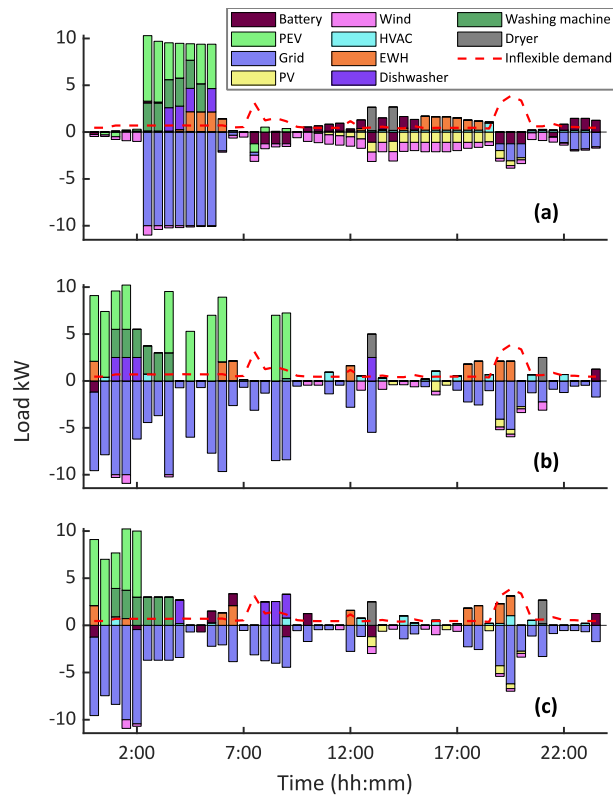 Battery Wind Washing machine
PEV HVAC Dryer
Grid EWH Inflexible demand
PV Dishwasher
10
5
0
-5
-10
(a)
10
5
0
-5
-10
(b)
Load kW
10
5
0
-5
-10
(c)
2:00 7:00 12:00 17:00 22:00
Time (hh:mm)